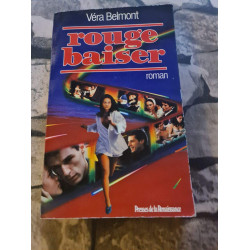 Véra Belmont
rouge
baiser
roman
Presses de la Renaissance